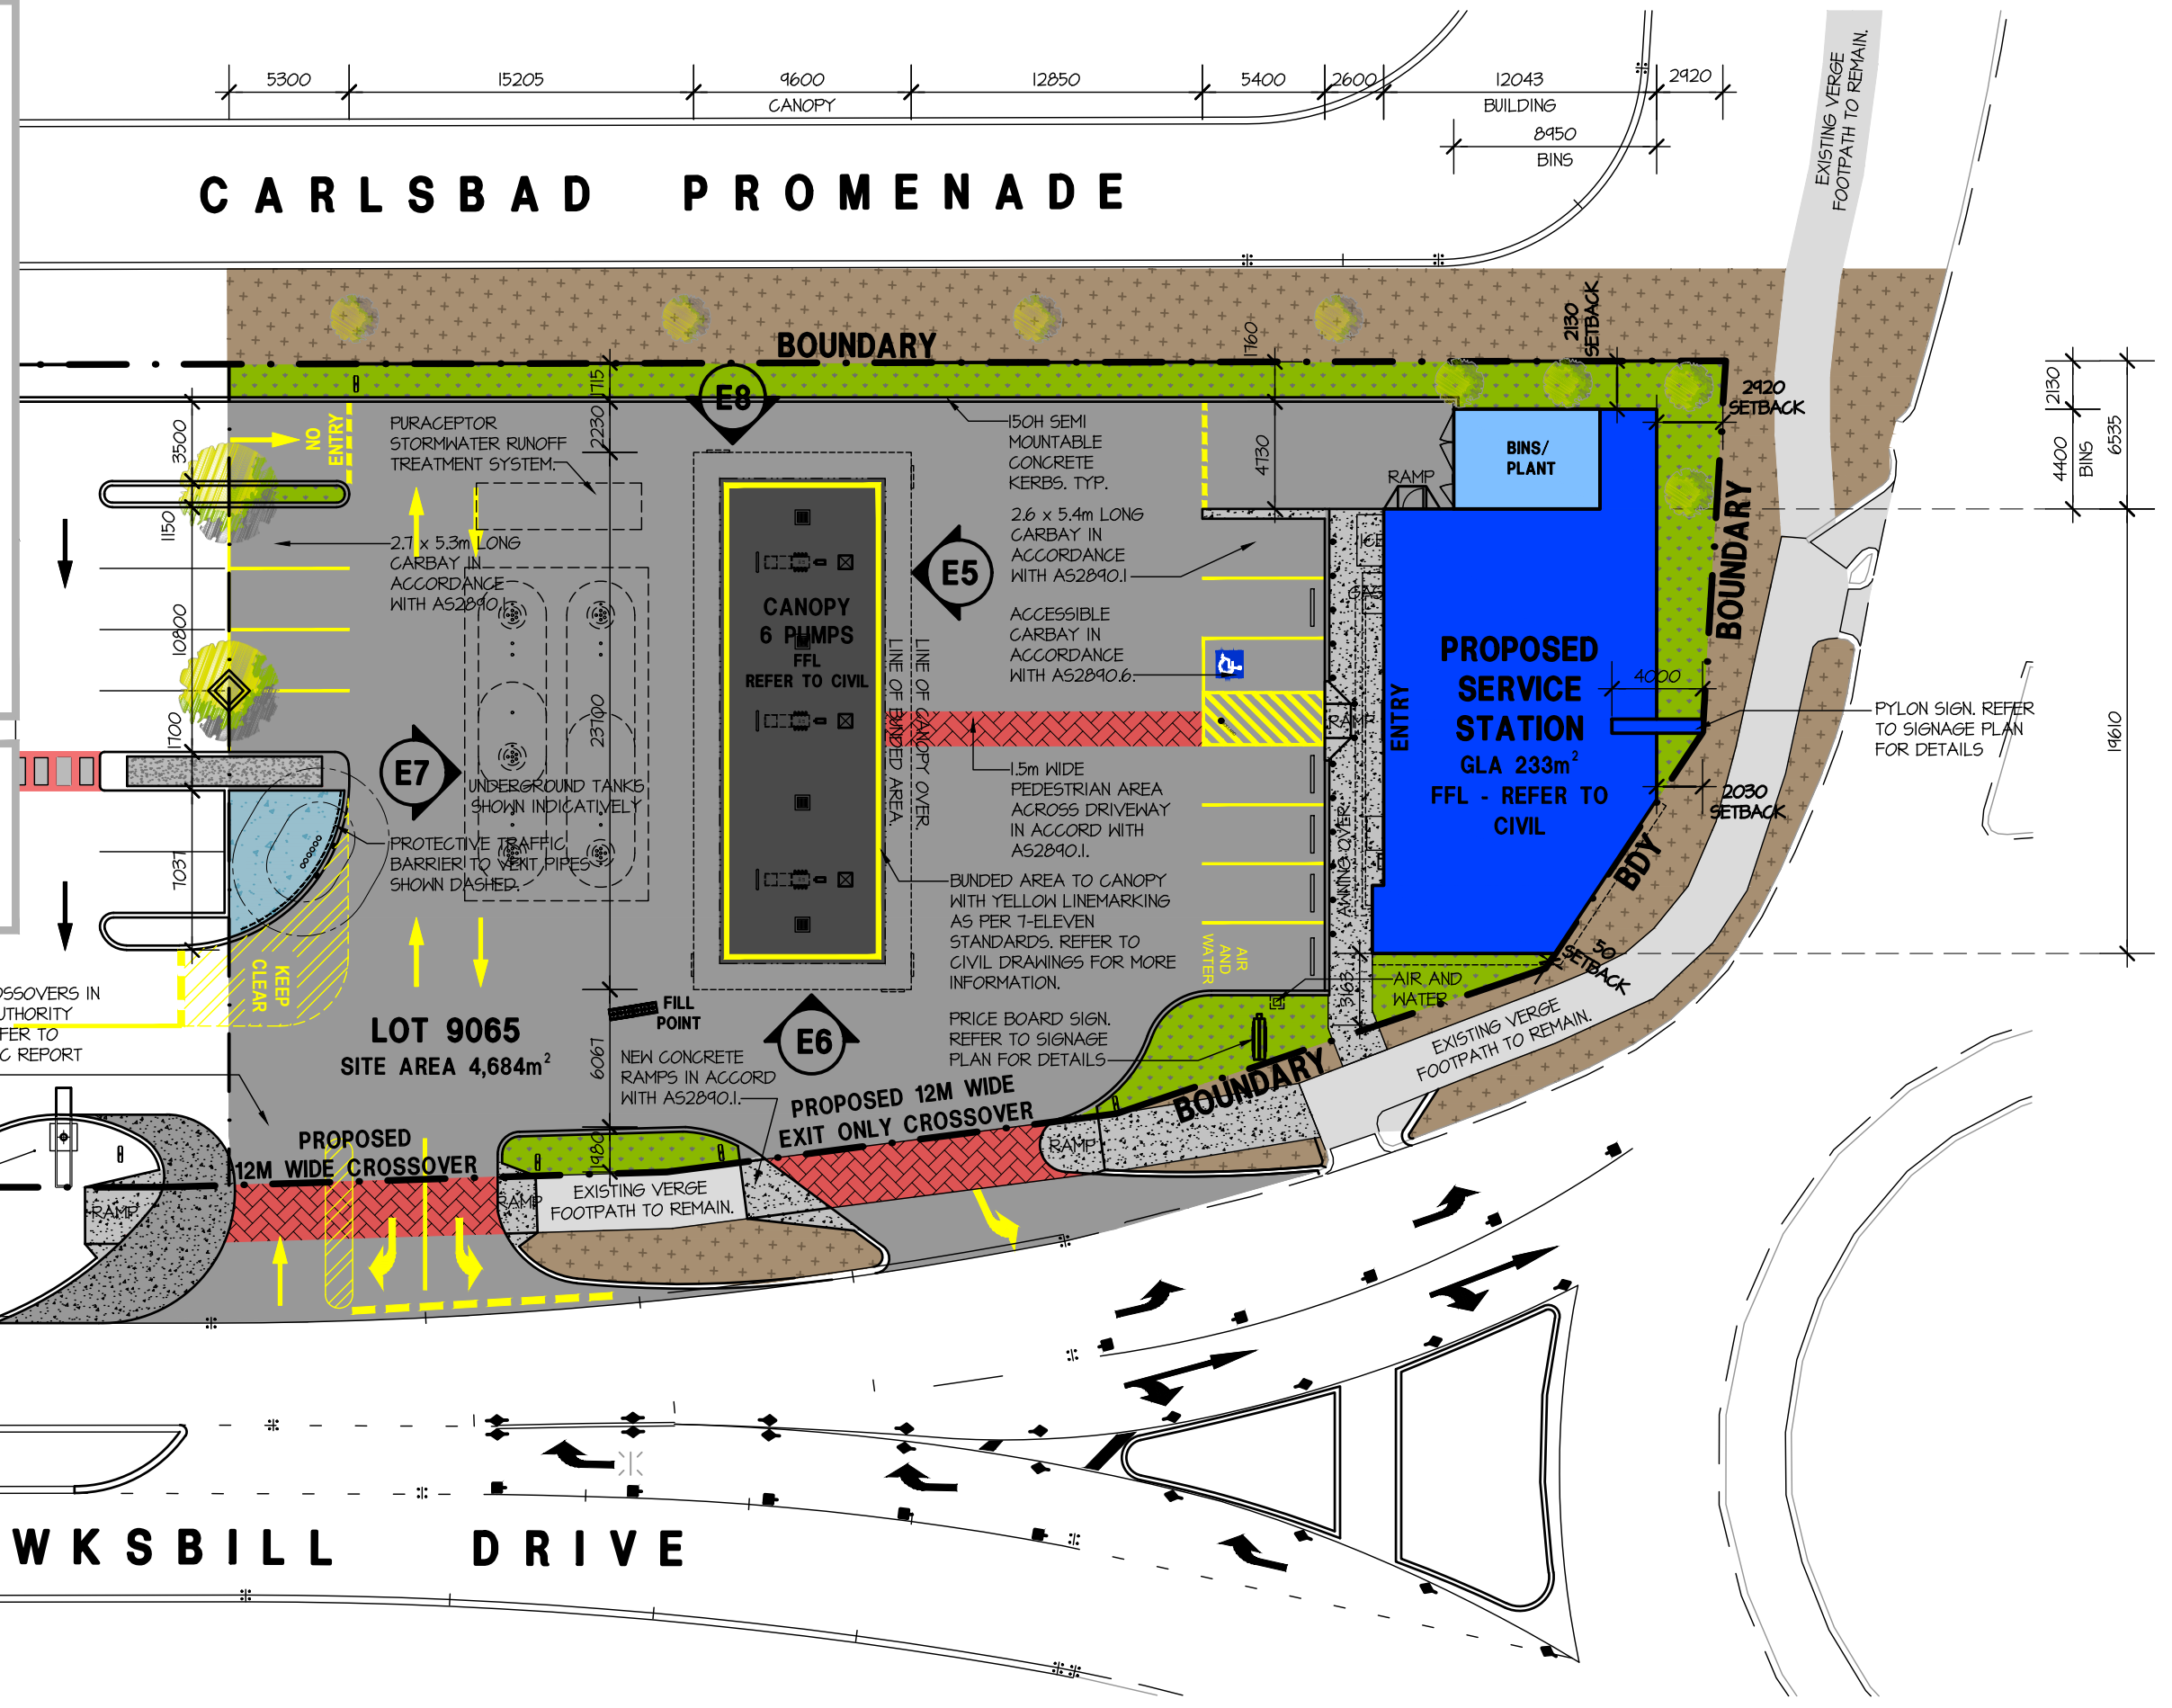 5300
15205
9600
CANOPY
12850
5400
2600
12043
BUILDING
2920
8950
BINS
CARLSBAD PROMENADE
EXISTING VERGE
FOOTPATH TO REMAIN.
BOUNDARY
1760
2130
SETBACK
2920
SETBACK
2130
4400
BINS
6535
19610
3500
1150
10800
1700
7031
NO
ENTRY
PURACEPTOR
STORMWATER RUNOFF
TREATMENT SYSTEM.
1715
2230
23700
6067
1980
E8
150H SEMI
MOUNTABLE
CONCRETE
KERBS. TYP.
4730
RAMP
BINS/
PLANT
2.7 x 5.3m LONG
CARBAY IN
ACCORDANCE
WITH AS2890.1
2.6 x 5.4m LONG
CARBAY IN
ACCORDANCE
WITH AS2890.1
E5
ICE
GAS
CANOPY
6 PUMPS
FFL
REFER TO CIVIL
LINE OF BUNDED AREA.
LINE OF CANOPY OVER.
ACCESSIBLE
CARBAY IN
ACCORDANCE
WITH AS2890.6.
RAMP
ENTRY
AWNING OVER
PROPOSED
SERVICE
STATION
GLA 233m²
FFL - REFER TO
CIVIL
4000
BOUNDARY
PYLON SIGN. REFER
TO SIGNAGE PLAN
FOR DETAILS
2030
SETBACK
BDY
50
SETBACK
E7
UNDERGROUND TANKS
SHOWN INDICATIVELY
PROTECTIVE TRAFFIC
BARRIER TO VENT PIPES
SHOWN DASHED.
1.5m WIDE
PEDESTRIAN AREA
ACROSS DRIVEWAY
IN ACCORD WITH
AS2890.1.
BUNDED AREA TO CANOPY
WITH YELLOW LINEMARKING
AS PER 7-ELEVEN
STANDARDS. REFER TO
CIVIL DRAWINGS FOR MORE
INFORMATION.
AIR
AND
WATER
3163
AIR AND
WATER
KEEP
CLEAR
OSSOVERS IN
UTHORITY
FER TO
C REPORT
LOT 9065
SITE AREA 4,684m²
FILL
POINT
E6
PRICE BOARD SIGN.
REFER TO SIGNAGE
PLAN FOR DETAILS
NEW CONCRETE
RAMPS IN ACCORD
WITH AS2890.1.
BOUNDARY
EXISTING VERGE
FOOTPATH TO REMAIN.
PROPOSED 12M WIDE
EXIT ONLY CROSSOVER
PROPOSED
12M WIDE CROSSOVER
RAMP
RAMP
RAMP
EXISTING VERGE
FOOTPATH TO REMAIN.
WKSBILL DRIVE